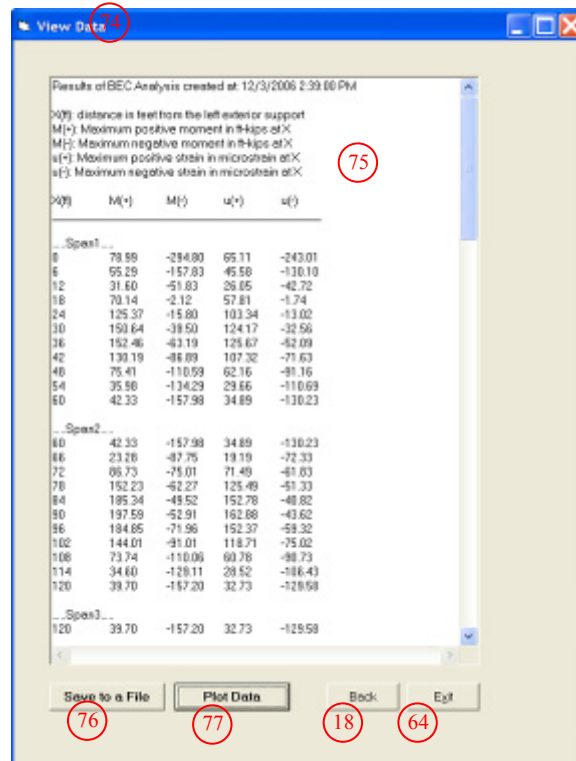 View Data 74
Results of BEC Analysis created at: 12/3/2006 2:39:00 PM
X(ft): distance in feet from the left exterior support
M(+): Maximum positive moment in ft-kips at X
M(-): Maximum negative moment in ft-kips at X
u(+): Maximum positive strain in microstrain at X
u(-): Maximum negative strain in microstrain at X
75
X(ft) M(+) M(-) u(+) u(-)
...Span1...
0 78.99 -294.80 65.11 -243.01
6 55.29 -157.83 45.58 -130.10
12 31.60 -51.83 26.05 -42.72
18 70.14 -2.12 57.81 -1.74
24 125.37 -15.80 103.34 -13.02
30 150.64 -39.50 124.17 -32.56
36 152.46 -63.19 125.67 -52.09
42 130.19 -86.89 107.32 -71.63
48 75.41 -110.59 62.16 -91.16
54 35.98 -134.29 29.66 -110.69
60 42.33 -157.98 34.89 -130.23
...Span2...
60 42.33 -157.98 34.89 -130.23
66 23.28 -87.75 19.19 -72.33
72 86.73 -75.01 71.49 -61.83
78 152.23 -62.27 125.49 -51.33
84 185.34 -49.52 152.78 -40.82
90 197.59 -52.91 162.88 -43.62
96 184.85 -71.96 152.37 -59.32
102 144.01 -91.01 118.71 -75.02
108 73.74 -110.06 60.78 -90.73
114 34.60 -129.11 28.52 -106.43
120 39.70 -157.20 32.73 -129.58
...Span3...
120 39.70 -157.20 32.73 -129.58
Save to a File Plot Data Back Exit
76 77 18 64